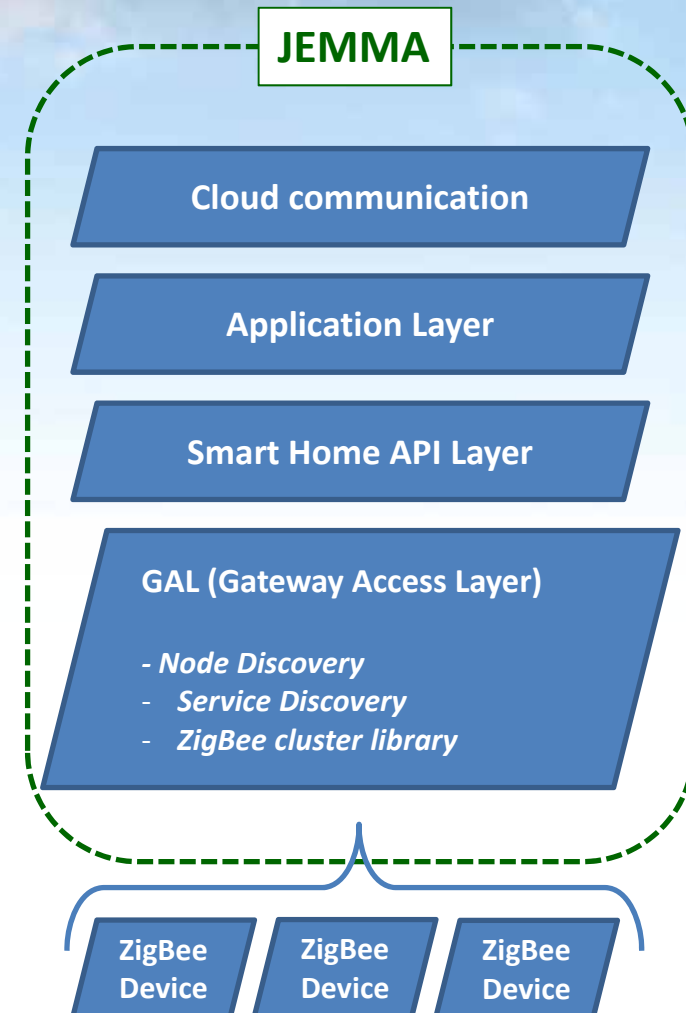 JEMMA
Cloud communication
Application Layer
Smart Home API Layer
GAL (Gateway Access Layer)
- Node Discovery
- Service Discovery
- ZigBee cluster library
ZigBee
Device
ZigBee
Device
ZigBee
Device